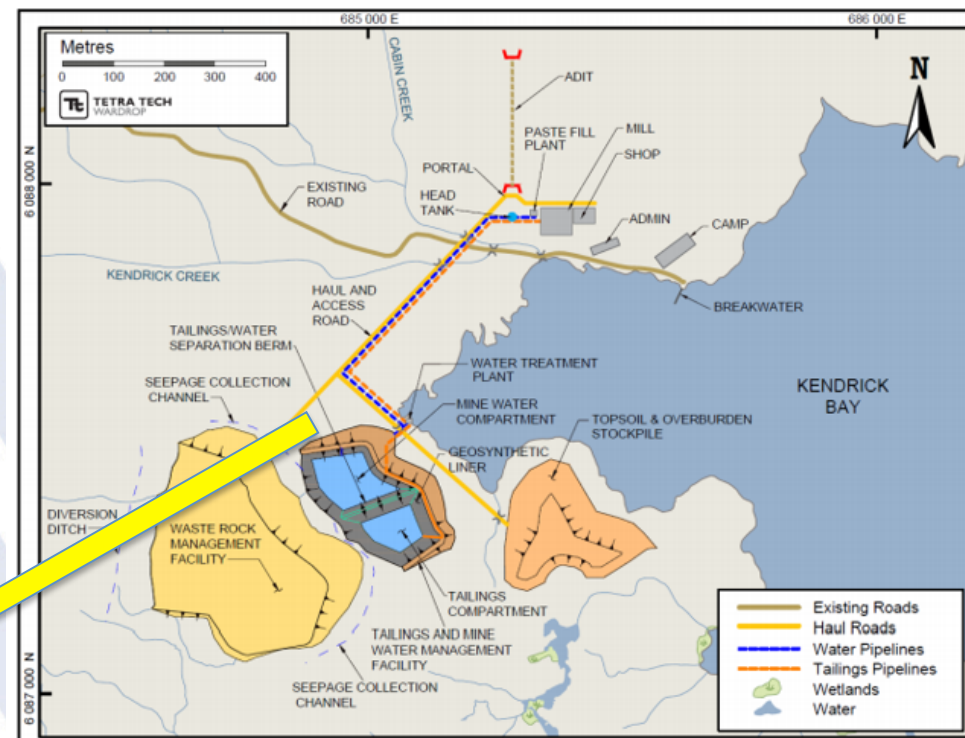 685 000 E
686 000 E
Metres
0 100 200 300 400
Tt
TETRA TECH
WARDROP
N
CABIN CREEK
ADIT
PASTE FILL
PLANT
MILL
SHOP
PORTAL
HEAD
TANK
ADMIN
CAMP
6 088 000 N
EXISTING
ROAD
KENDRICK CREEK
BREAKWATER
HAUL AND
ACCESS
ROAD
TAILINGS/WATER
SEPARATION BERM
WATER TREATMENT
PLANT
SEEPAGE COLLECTION
CHANNEL
MINE WATER
COMPARTMENT
KENDRICK
BAY
TOPSOIL & OVERBURDEN
STOCKPILE
GEOSYNTHETIC
LINER
DIVERSION
DITCH
WASTE ROCK
MANAGEMENT
FACILITY
TAILINGS
COMPARTMENT
TAILINGS AND MINE
WATER MANAGEMENT
FACILITY
SEEPAGE COLLECTION
CHANNEL
6 087 000 N
Existing Roads
Haul Roads
Water Pipelines
Tailings Pipelines
Wetlands
Water